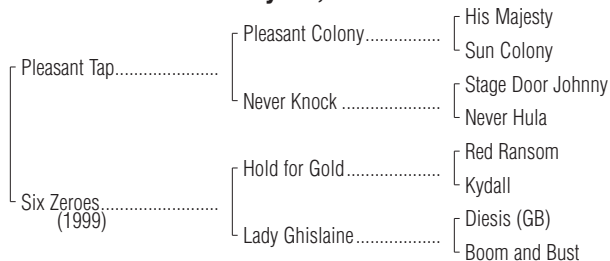 His Majesty
Pleasant Colony..................
Sun Colony
Pleasant Tap.........................
Stage Door Johnny
Never Knock ........................
Never Hula
Red Ransom
Hold for Gold.......................
Kydall
Six Zeroes............................
(1999)
Diesis (GB)
Lady Ghislaine.....................
Boom and Bust